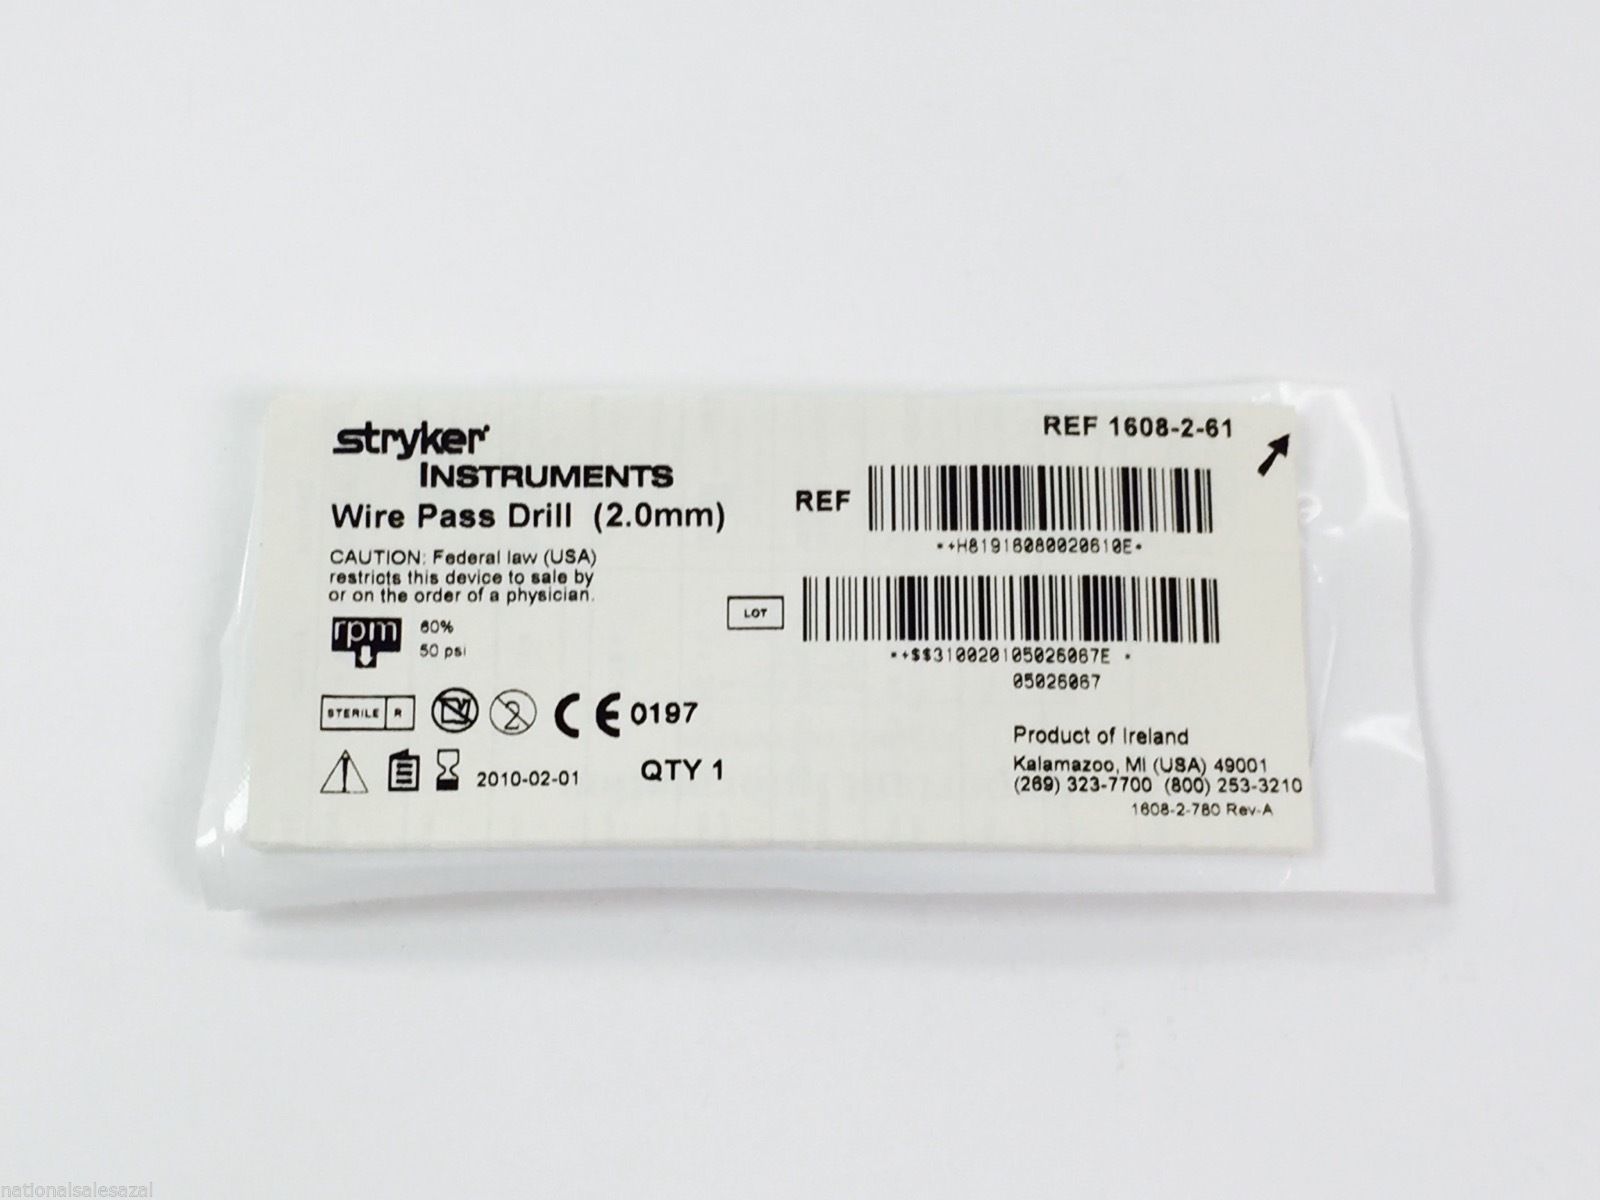 stryker
INSTRUMENTS
Wire Pass Drill (2.0mm)
CAUTION: Federal law (USA)
restricts this device to sale by
or on the order of a physician.
rpm
60%
50 psi
STERILE R
2
CE 0197
2010-02-01
QTY 1
REF 1608-2-61
REF
*+H81916080020610E*
LOT
*+$$310020105026067E *
05026067
Product of Ireland
Kalamazoo, MI (USA) 49001
(269) 323-7700 (800) 253-3210
1608-2-780 Rev-A
nationalsalesazal